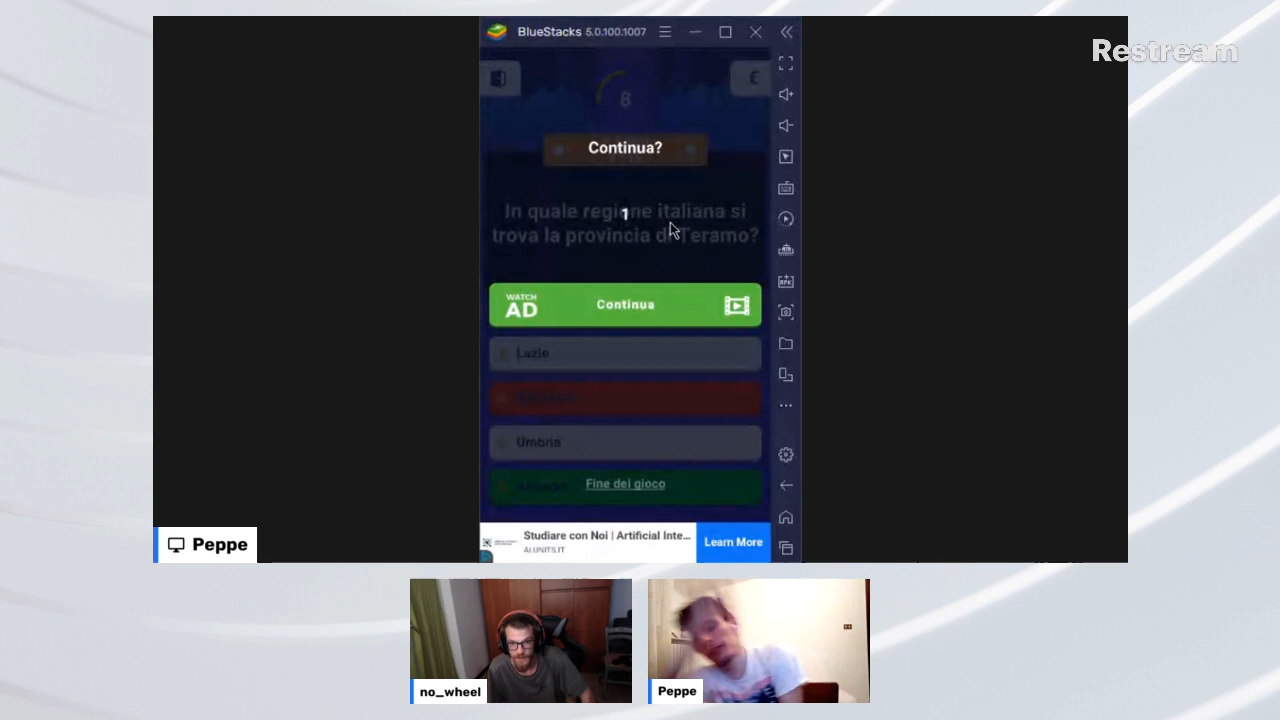 BlueStacks 5.0.100.1007
Restream
8
Continua?
In quale regione italiana si
trova la provincia di Teramo?
1
WATCH
AD
Continua
Lazio
Umbria
Fine del gioco
Studiare con Noi | Artificial Inte...
AI.UNITS.IT
Learn More
Peppe
no_wheel
Peppe